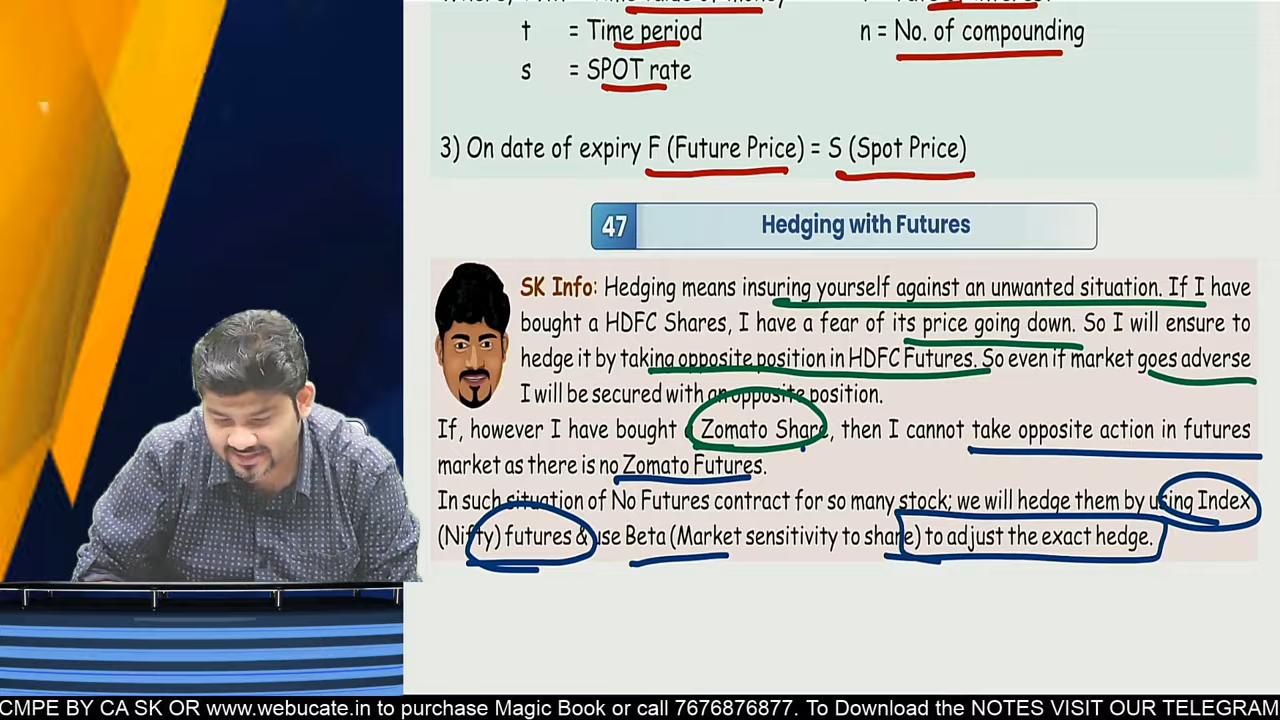 t = Time period n = No. of compounding
s = SPOT rate
3) On date of expiry F (Future Price) = S (Spot Price)
47 Hedging with Futures
SK Info: Hedging means insuring yourself against an unwanted situation. If I have
bought a HDFC Shares, I have a fear of its price going down. So I will ensure to
hedge it by taking opposite position in HDFC Futures. So even if market goes adverse
I will be secured with an opposite position.
If, however I have bought a Zomato Share, then I cannot take opposite action in futures
market as there is no Zomato Futures.
In such situation of No Futures contract for so many stock; we will hedge them by using Index
(Nifty) futures & use Beta (Market sensitivity to share) to adjust the exact hedge.
CMPE BY CA SK OR www.webucate.in to purchase Magic Book or call 7676876877. To Download the NOTES VISIT OUR TELEGRAM